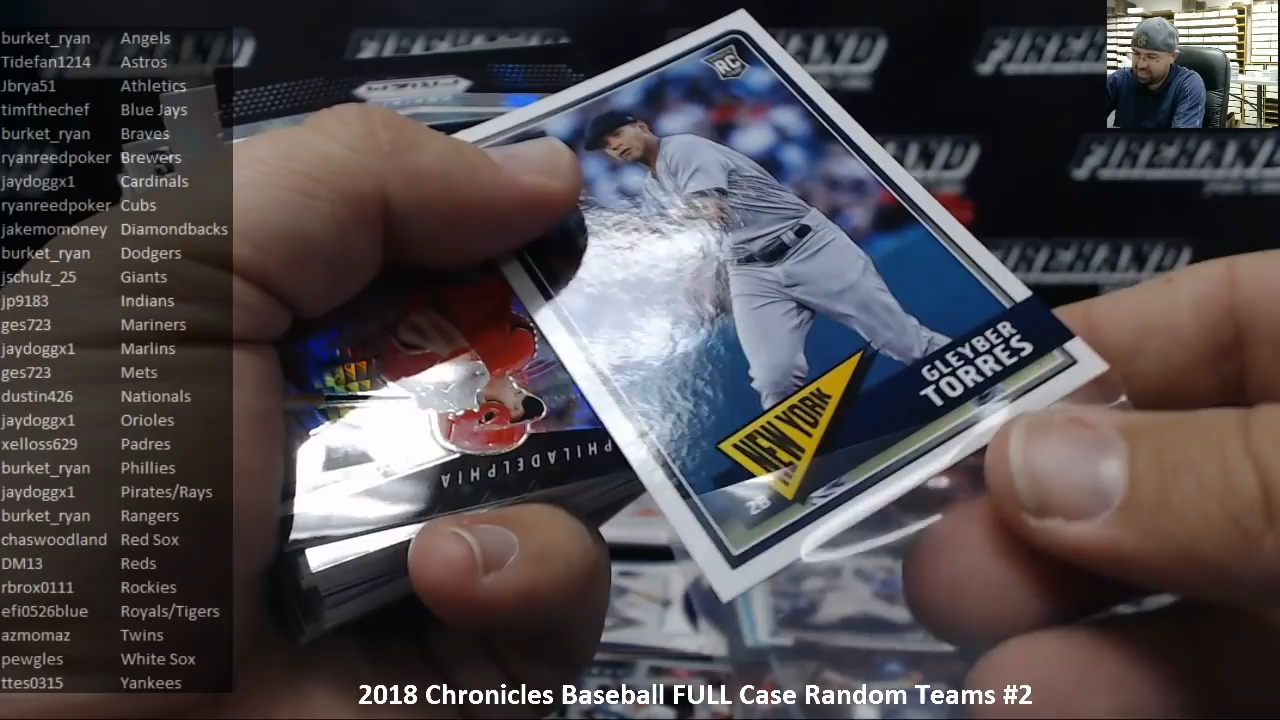 burket_ryan Angels
Tidefan1214 Astros
Jbrya51 Athletics
timfthechef Blue Jays
burket_ryan Braves
ryanreedpoker Brewers
jaydoggx1 Cardinals
ryanreedpoker Cubs
jakemomoney Diamondbacks
burket_ryan Dodgers
jschulz_25 Giants
jp9183 Indians
ges723 Mariners
jaydoggx1 Marlins
ges723 Mets
dustin426 Nationals
jaydoggx1 Orioles
xelloss629 Padres
burket_ryan Phillies
jaydoggx1 Pirates/Rays
burket_ryan Rangers
chaswoodland Red Sox
DM13 Reds
rbrox0111 Rockies
efi0526blue Royals/Tigers
azmomaz Twins
pewgles White Sox
ttes0315 Yankees
PRIZM
RC
FIREHAND
FIREHAND
GLEYBER
TORRES
NEW YORK
2B
PHILADELPHIA
2018 Chronicles Baseball FULL Case Random Teams #2